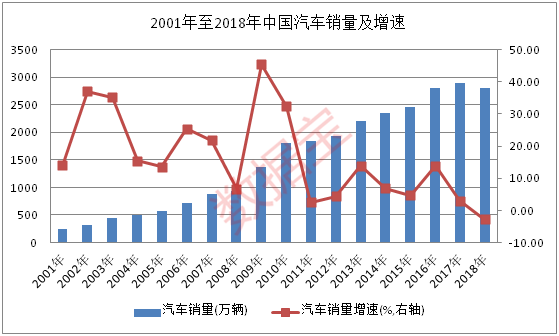 2001年至2018年中国汽车销量及增速
3500
3000
2500
2000
1500
1000
500
0
50.00
40.00
30.00
20.00
10.00
0.00
-10.00
2001年
2002年
2003年
2004年
2005年
2006年
2007年
2008年
2009年
2010年
2011年
2012年
2013年
2014年
2015年
2016年
2017年
2018年
汽车销量(万辆)
汽车销量增速(%,右轴)
数据宝